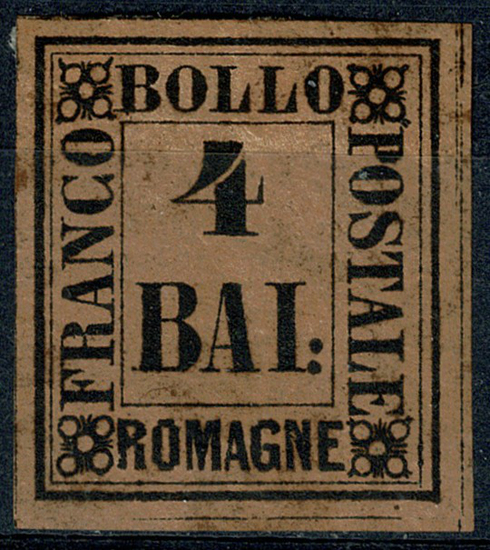 BOLLO
FRANCO
4
BAI:
POSTALE
ROMAGNE